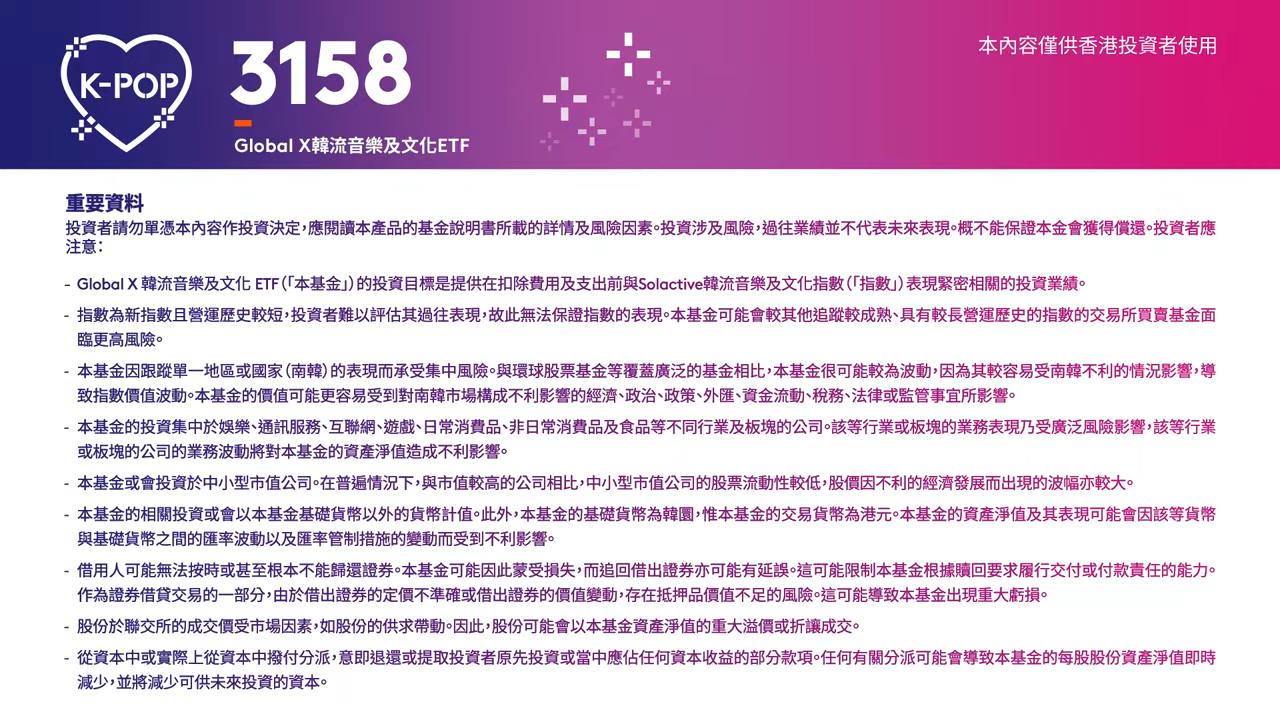 K-POP
3158
Global X韓流音樂及文化ETF
本內容僅供香港投資者使用
重要資料
投資者請勿單憑本內容作投資決定，應閱讀本產品的基金說明書所載的詳情及風險因素。投資涉及風險，過往業績並不代表未來表現。概不能保證本金會獲得償還。投資者應
注意：
- Global X 韓流音樂及文化 ETF（「本基金」）的投資目標是提供在扣除費用及支出前與Solactive韓流音樂及文化指數（「指數」）表現緊密相關的投資業績。
- 指數為新指數且營運歷史較短，投資者難以評估其過往表現，故此無法保證指數的表現。本基金可能會較其他追蹤較成熟、具有較長營運歷史的指數的交易所買賣基金面
臨更高風險。
- 本基金因跟蹤單一地區或國家（南韓）的表現而承受集中風險。與環球股票基金等覆蓋廣泛的基金相比，本基金很可能較為波動，因為其較容易受南韓不利的情況影響，導
致指數價值波動。本基金的價值可能更容易受到對南韓市場構成不利影響的經濟、政治、政策、外匯、資金流動、稅務、法律或監管事宜所影響。
- 本基金的投資集中於娛樂、通訊服務、互聯網、遊戲、日常消費品、非日常消費品及食品等不同行業及板塊的公司。該等行業或板塊的業務表現乃受廣泛風險影響，該等行業
或板塊的公司的業務波動將對本基金的資產淨值造成不利影響。
- 本基金或會投資於中小型市值公司。在普遍情況下，與市值較高的公司相比，中小型市值公司的股票流動性較低，股價因不利的經濟發展而出現的波幅亦較大。
- 本基金的相關投資或會以本基金基礎貨幣以外的貨幣計值。此外，本基金的基礎貨幣為韓圜，惟本基金的交易貨幣為港元。本基金的資產淨值及其表現可能會因該等貨幣
與基礎貨幣之間的匯率波動以及匯率管制措施的變動而受到不利影響。
- 借用人可能無法按時或甚至根本不能歸還證券。本基金可能因此蒙受損失，而追回借出證券亦可能有延誤。這可能限制本基金根據贖回要求履行交付或付款責任的能力。
作為證券借貸交易的一部分，由於借出證券的定價不準確或借出證券的價值變動，存在抵押品價值不足的風險。這可能導致本基金出現重大虧損。
- 股份於聯交所的成交價受市場因素，如股份的供求帶動。因此，股份可能會以本基金資產淨值的重大溢價或折讓成交。
- 從資本中或實際上從資本中撥付分派，意即退還或提取投資者原先投資或當中應佔任何資本收益的部分款項。任何有關分派可能會導致本基金的每股股份資產淨值即時
減少，並將減少可供未來投資的資本。